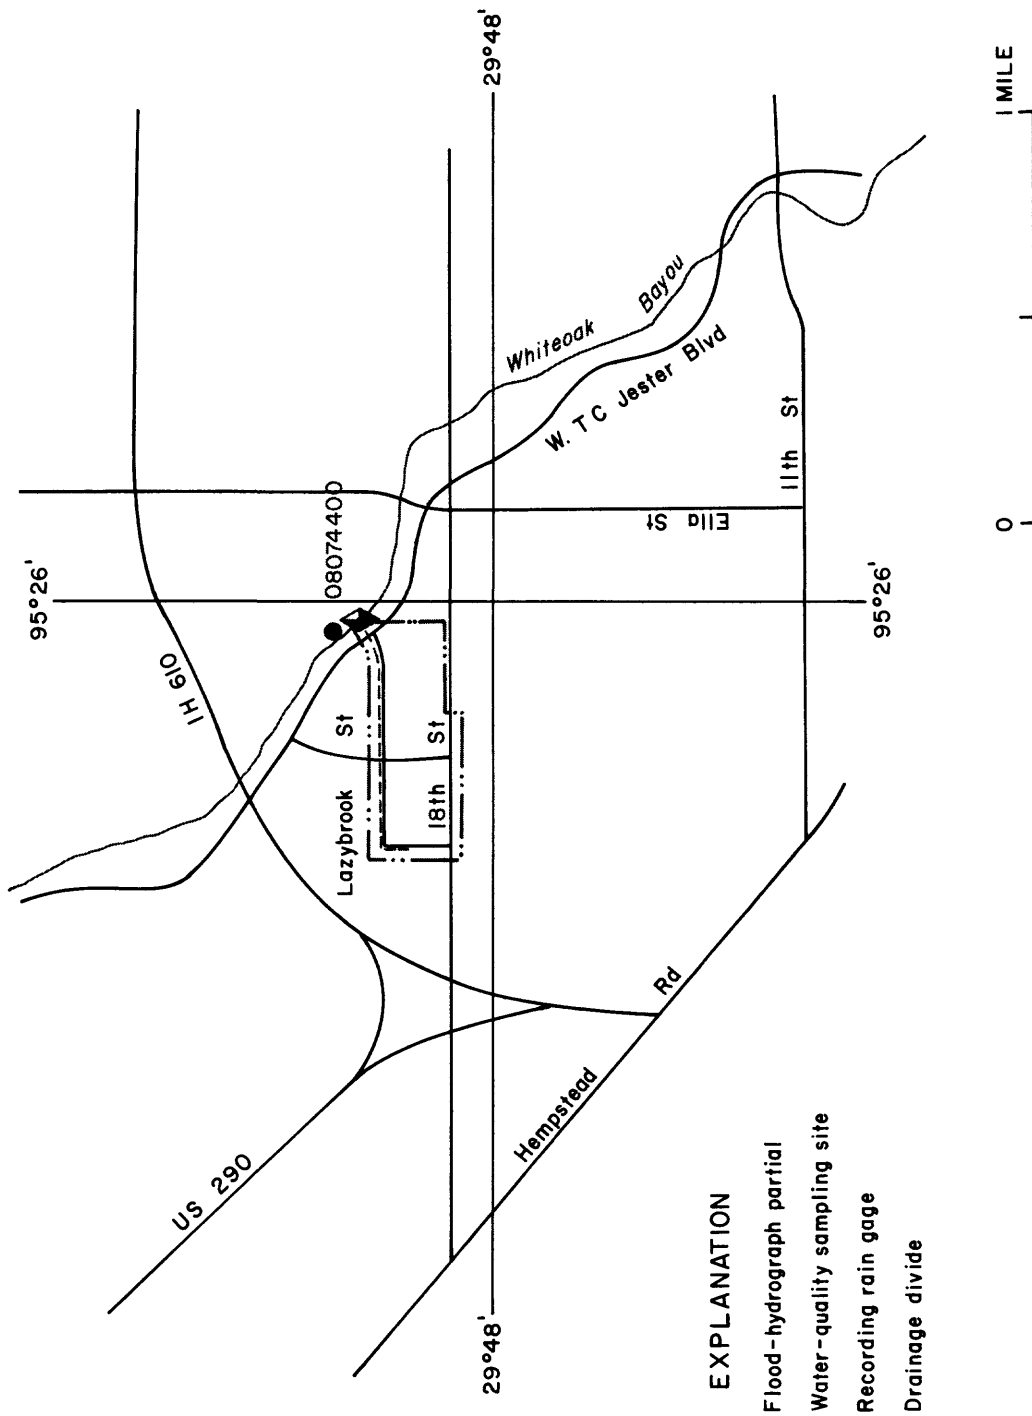 95°26'
IH 610
US 290
08074400
Lazybrook St
18th St
29°48'
29°48'
Whiteoak Bayou
W. TC Jester Blvd
Ella St
11th St
Hempstead Rd
95°26'
EXPLANATION
Flood-hydrograph partial
Water-quality sampling site
Recording rain gage
Drainage divide
0
1 MILE